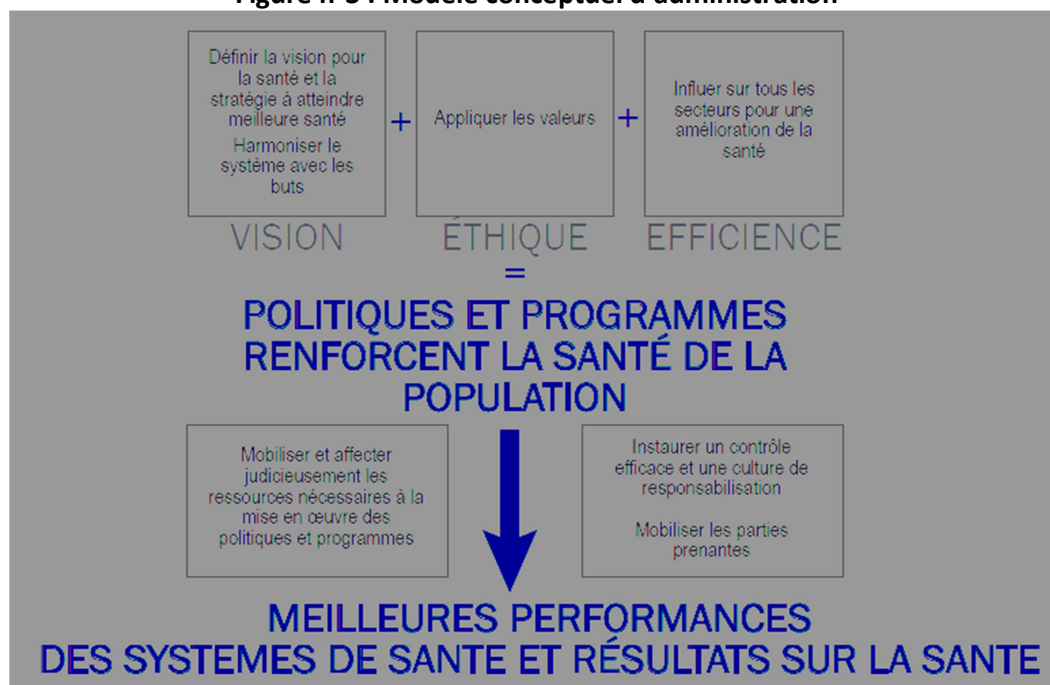 Figure n°3 : Modèle conceptuel d'administration
Définir la vision pour
la santé et la
stratégie à atteindre
meilleure santé
Harmoniser le
système avec les
buts
+
Appliquer les valeurs
+
Influer sur tous les
secteurs pour une
amélioration de la
santé
VISION
ÉTHIQUE
EFFICIENCE
=
POLITIQUES ET PROGRAMMES
RENFORCENT LA SANTÉ DE LA
POPULATION
Mobiliser et affecter
judicieusement les
ressources nécessaires à la
mise en œuvre des
politiques et programmes
Instaurer un contrôle
efficace et une culture de
responsabilisation
Mobiliser les parties
prenantes
MEILLEURES PERFORMANCES
DES SYSTEMES DE SANTE ET RÉSULTATS SUR LA SANTE